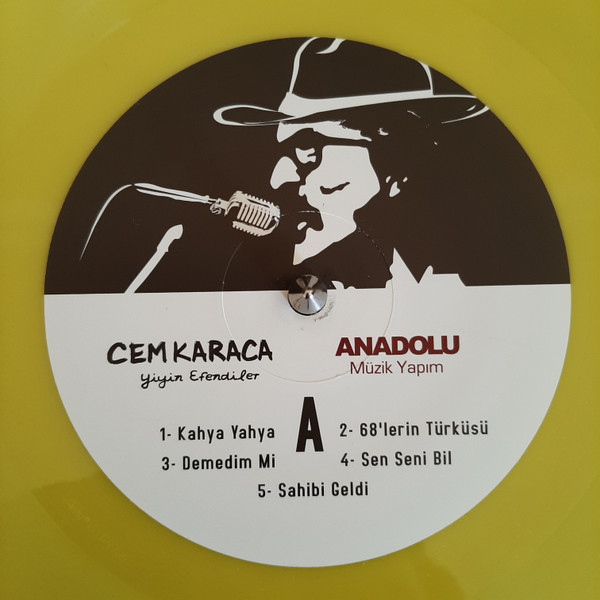 CEM KARACA
Yiyin Efendiler
ANADOLU
Müzik Yapım
A
1- Kahya Yahya
2- 68'lerin Türküsü
3- Demedim Mi
4- Sen Seni Bil
5- Sahibi Geldi